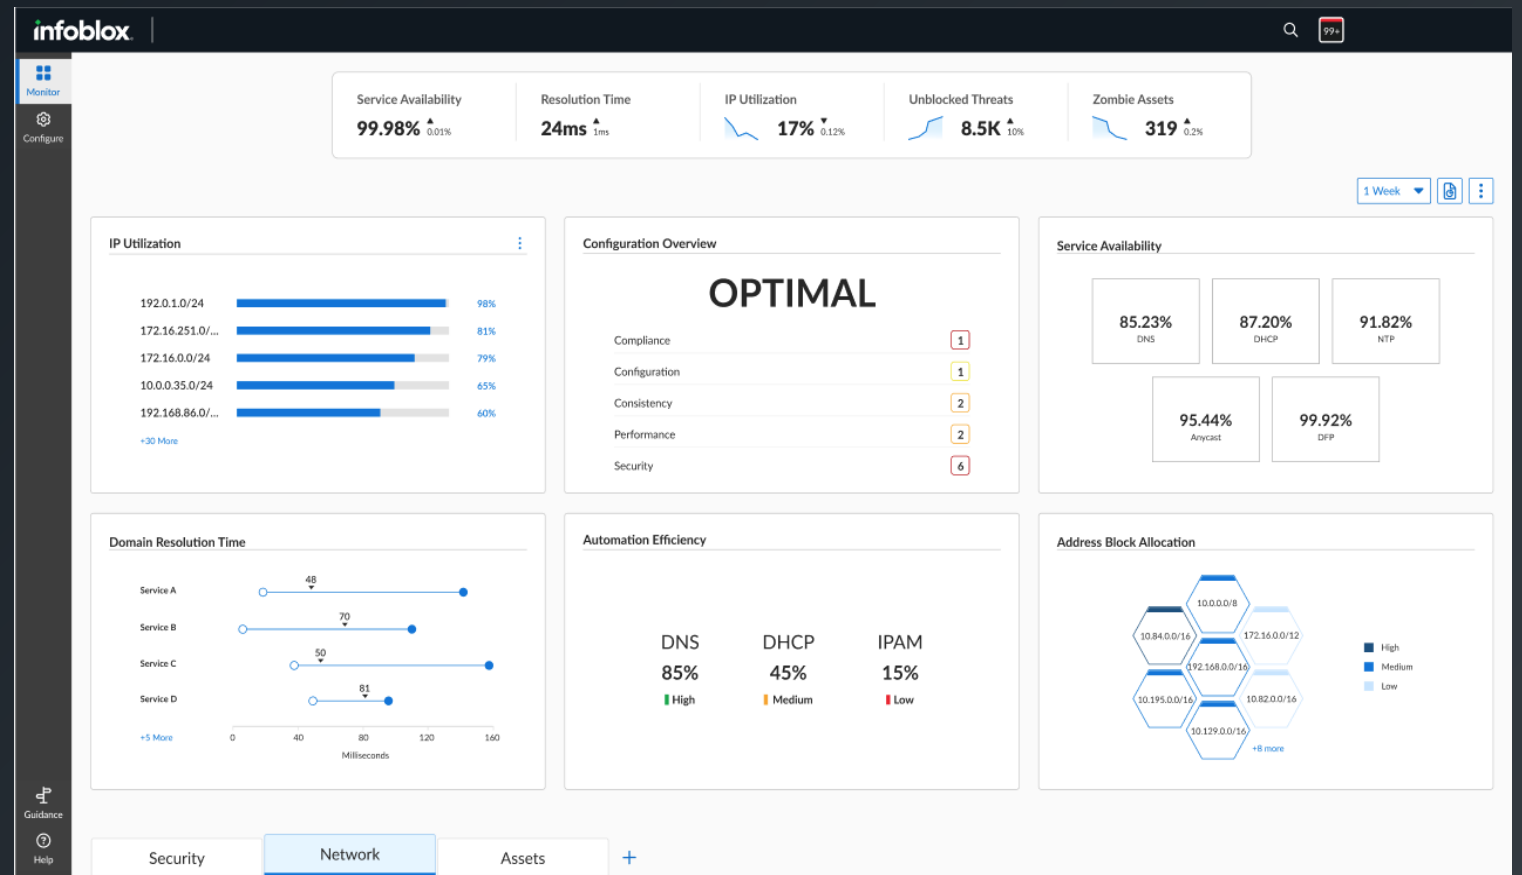 infoblox
99+
Monitor
Configure
Service Availability
99.98% 0.01%
Resolution Time
24ms 1ms
IP Utilization
17% 0.12%
Unblocked Threats
8.5K 10%
Zombie Assets
319 0.2%
1 Week
IP Utilization
192.0.1.0/24 98%
172.16.251.0/... 81%
172.16.0.0/24 79%
10.0.0.35.0/24 65%
192.168.86.0/... 60%
+30 More
Configuration Overview
OPTIMAL
Compliance 1
Configuration 1
Consistency 2
Performance 2
Security 6
Service Availability
85.23%
DNS
87.20%
DHCP
91.82%
NTP
95.44%
Anycast
99.92%
DFP
Domain Resolution Time
Service A 48
Service B 70
Service C 50
Service D 81
+5 More
0 40 80 120 160
Milliseconds
Automation Efficiency
DNS
85%
High
DHCP
45%
Medium
IPAM
15%
Low
Address Block Allocation
10.0.0.0/8
10.84.0.0/16
172.16.0.0/12
192.168.0.0/16
10.195.0.0/16
10.82.0.0/16
10.129.0.0/16
+8 more
High
Medium
Low
Guidance
Help
Security
Network
Assets
+